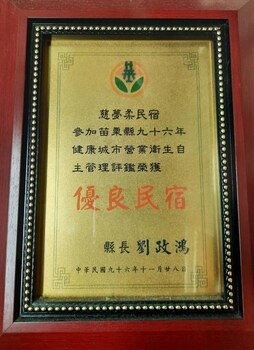 慈夢柔民宿
參加苗栗縣九十六年
健康城市營業衛生自
主管理評鑑榮獲
優良民宿
縣長 劉政鴻
中華民國九十六年十一月廿八日